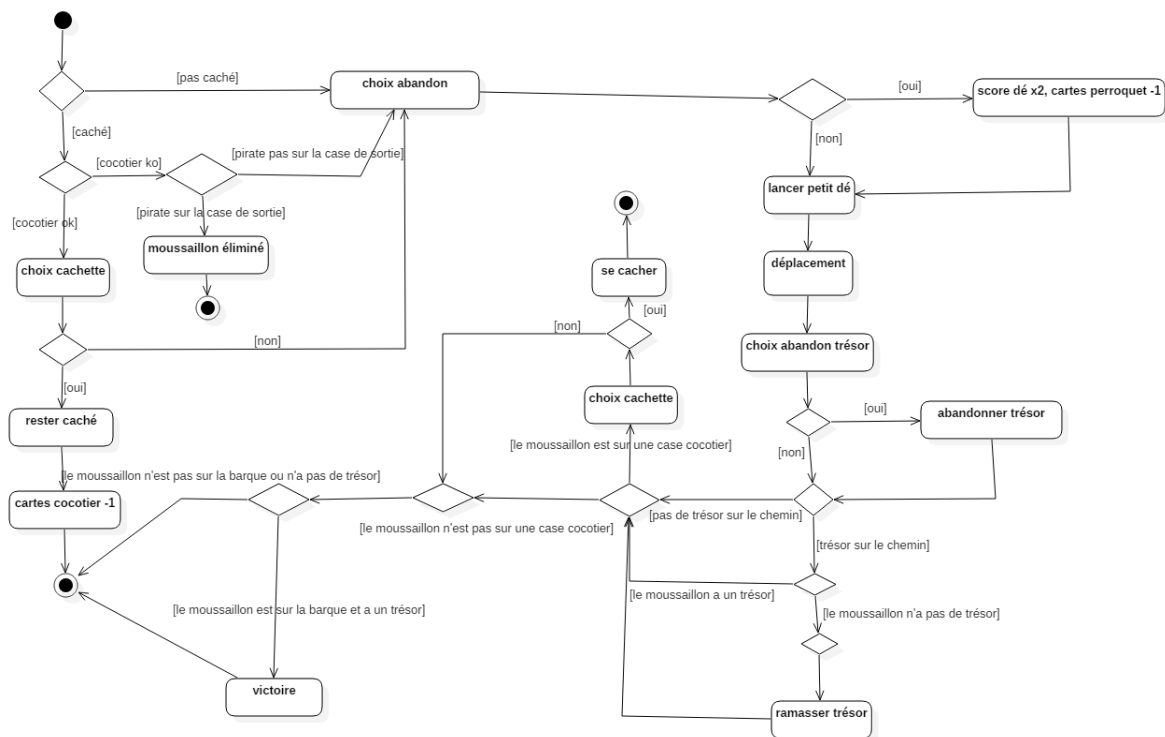 [pas caché]
choix abandon
[oui]
score dé x2, cartes perroquet -1
[caché]
[non]
[cocotier ko]
[pirate pas sur la case de sortie]
lancer petit dé
[pirate sur la case de sortie]
[cocotier ok]
moussaillon éliminé
choix cachette
se cacher
déplacement
[oui]
[non]
[non]
choix abandon trésor
[oui]
choix cachette
rester caché
[oui]
abandonner trésor
[le moussaillon est sur une case cocotier]
[non]
[le moussaillon n'est pas sur la barque ou n'a pas de trésor]
cartes cocotier -1
[pas de trésor sur le chemin]
[le moussaillon n'est pas sur une case cocotier]
[trésor sur le chemin]
[le moussaillon a un trésor]
[le moussaillon est sur la barque et a un trésor]
[le moussaillon n'a pas de trésor]
victoire
ramasser trésor